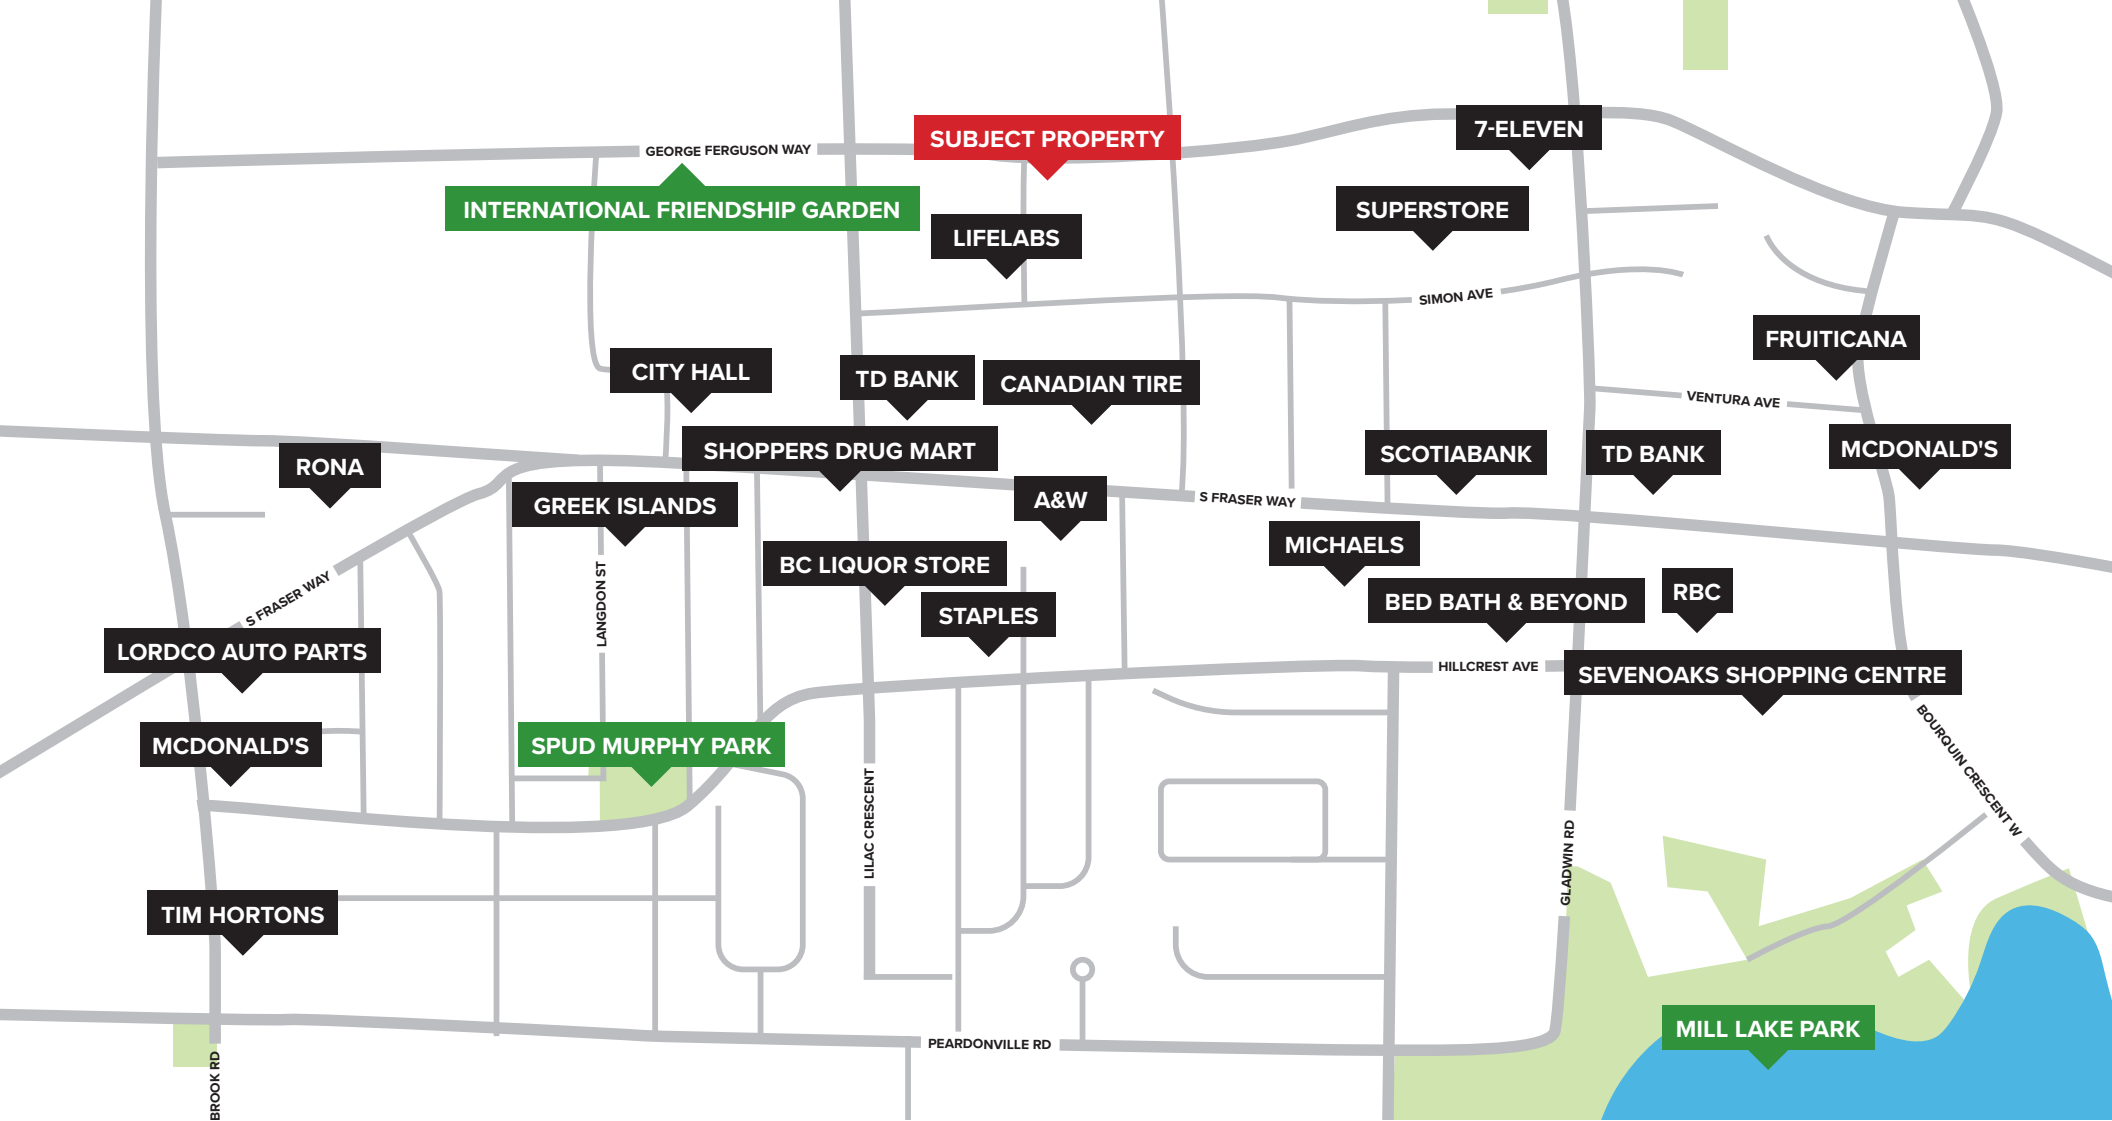 7-ELEVEN
SUBJECT PROPERTY
GEORGE FERGUSON WAY
INTERNATIONAL FRIENDSHIP GARDEN
SUPERSTORE
LIFELABS
SIMON AVE
FRUITICANA
CITY HALL
TD BANK
CANADIAN TIRE
VENTURA AVE
SHOPPERS DRUG MART
SCOTIABANK
TD BANK
MCDONALD'S
RONA
GREEK ISLANDS
A&W
S FRASER WAY
MICHAELS
BC LIQUOR STORE
S FRASER WAY
LANGDON ST
STAPLES
BED BATH & BEYOND
RBC
LORDCO AUTO PARTS
HILLCREST AVE
SEVENOAKS SHOPPING CENTRE
MCDONALD'S
SPUD MURPHY PARK
BOURQUIN CRESCENT W
LILAC CRESCENT
GLADWIN RD
TIM HORTONS
MILL LAKE PARK
PEARDONVILLE RD
BROOK RD